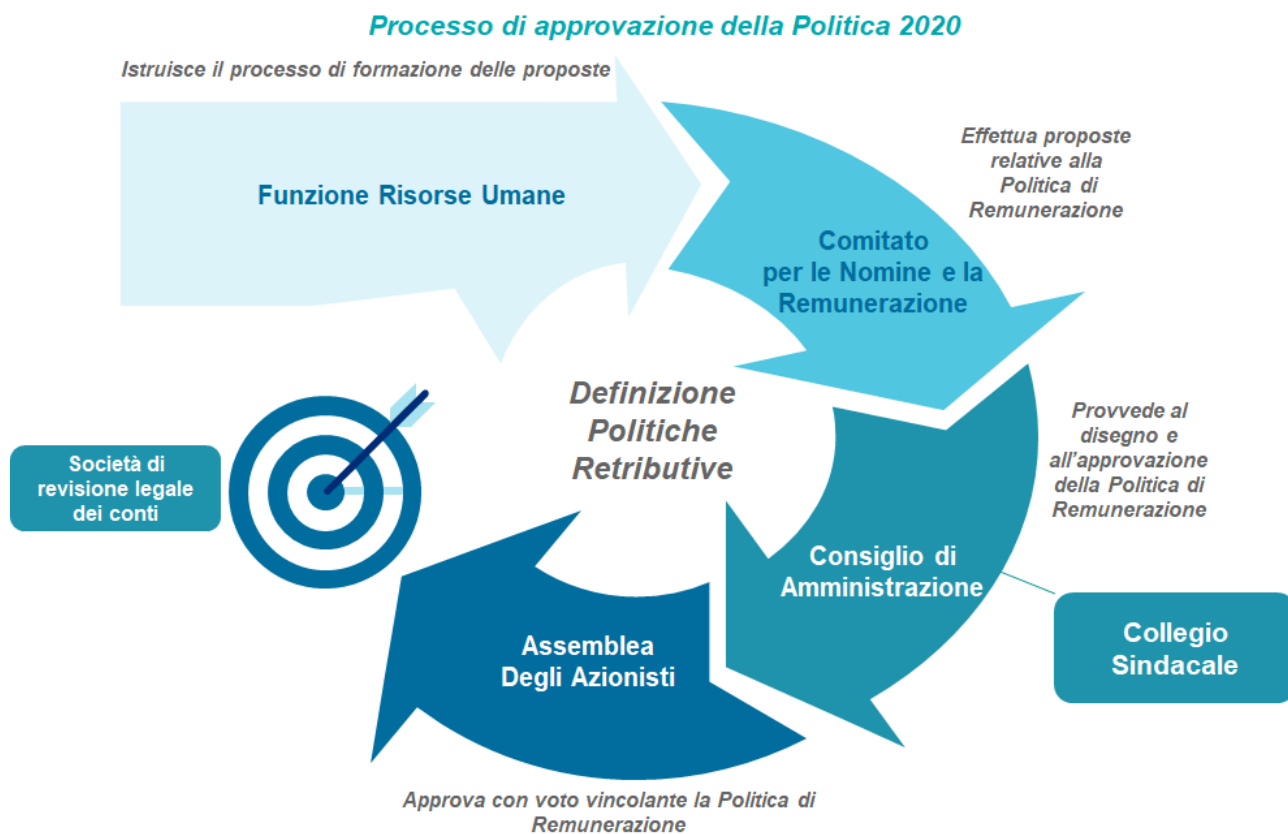 Processo di approvazione della Politica 2020
Istruisce il processo di formazione delle proposte
Funzione Risorse Umane
Effettua proposte
relative alla
Politica di
Remunerazione
Comitato
per le Nomine e la
Remunerazione
Definizione
Politiche
Retributive
Provvede al
disegno e
all'approvazione
della Politica di
Remunerazione
Società di
revisione legale
dei conti
Consiglio di
Amministrazione
Collegio
Sindacale
Assemblea
Degli Azionisti
Approva con voto vincolante la Politica di
Remunerazione